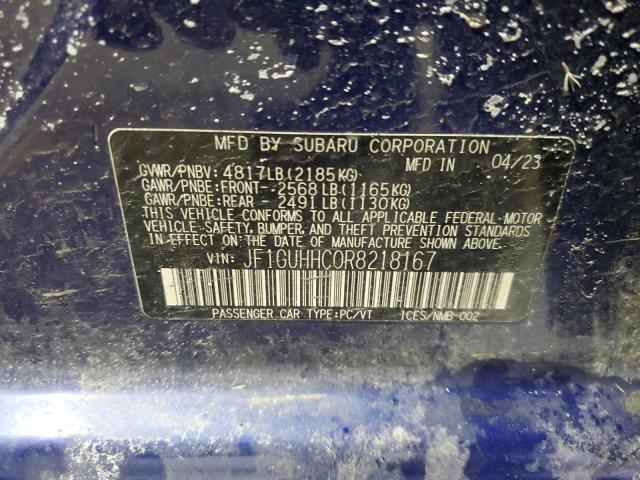 MFD BY SUBARU CORPORATION
MFD IN 04/23
GVWR/PNBV: 4817LB (2185KG)
GAWR/PNBE: FRONT - 2568 LB (1165KG)
GAWR/PNBE: REAR - 2491 LB (1130KG)
THIS VEHICLE CONFORMS TO ALL APPLICABLE FEDERAL MOTOR
VEHICLE-SAFETY, BUMPER, AND THEFT PREVENTION STANDARDS
IN EFFECT ON THE DATE OF MANUFACTURE SHOWN ABOVE.
VIN: JF1GUHHC0R8218167
PASSENGER CAR TYPE:PC/VT ICES/NMB-002